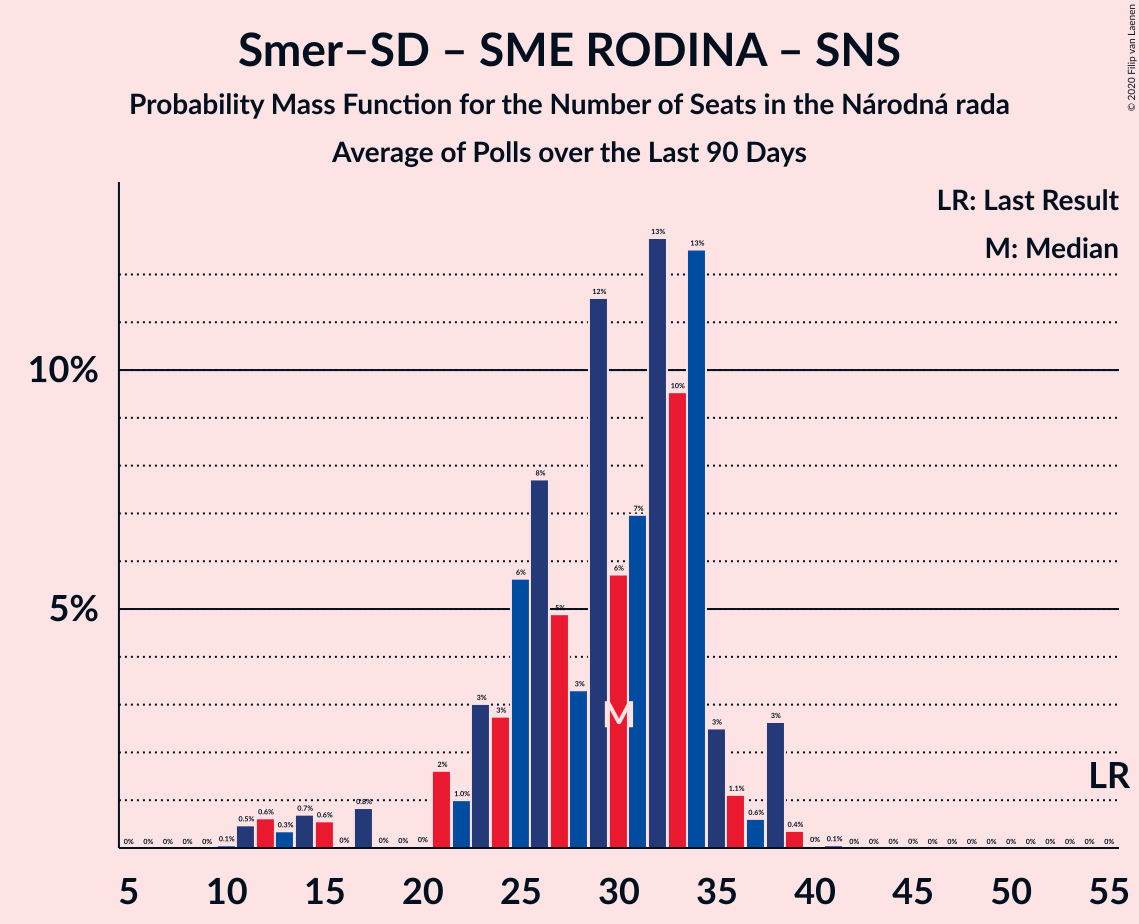 Smer–SD – SME RODINA – SNS
Probability Mass Function for the Number of Seats in the Národná rada
Average of Polls over the Last 90 Days
© 2020 Filip van Laenen
LR: Last Result
M: Median
10%
5%
0% 0% 0% 0% 0% 0.1% 0.5% 0.6% 0.3% 0.7% 0.6% 0% 0.8% 0% 0% 0% 2% 1.0% 3% 3% 6% 8% 5% 3% 12% 6% 7% 13% 10% 13% 3% 1.1% 0.6% 3% 0.4% 0% 0.1% 0% 0% 0% 0% 0% 0% 0% 0% 0% 0% 0% 0% 0% 0%
M
LR
5 10 15 20 25 30 35 40 45 50 55